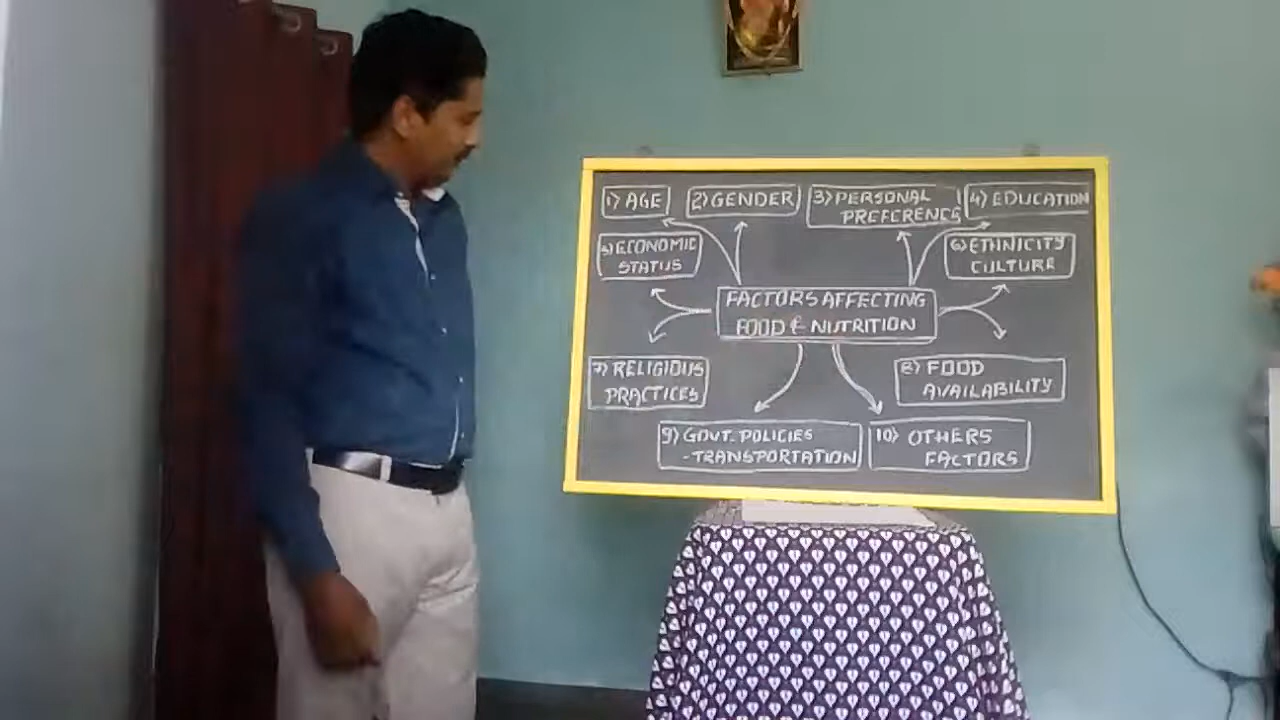 1) AGE
2) GENDER
3) PERSONAL
PREFERENCE
4) EDUCATION
5) ECONOMIC
STATUS
6) ETHNICITY
CULTURE
FACTORS AFFECTING
FOOD & NUTRITION
7) RELIGIOUS
PRACTICES
8) FOOD
AVAILABILITY
9) GOVT. POLICIES
-TRANSPORTATION
10) OTHERS
FACTORS